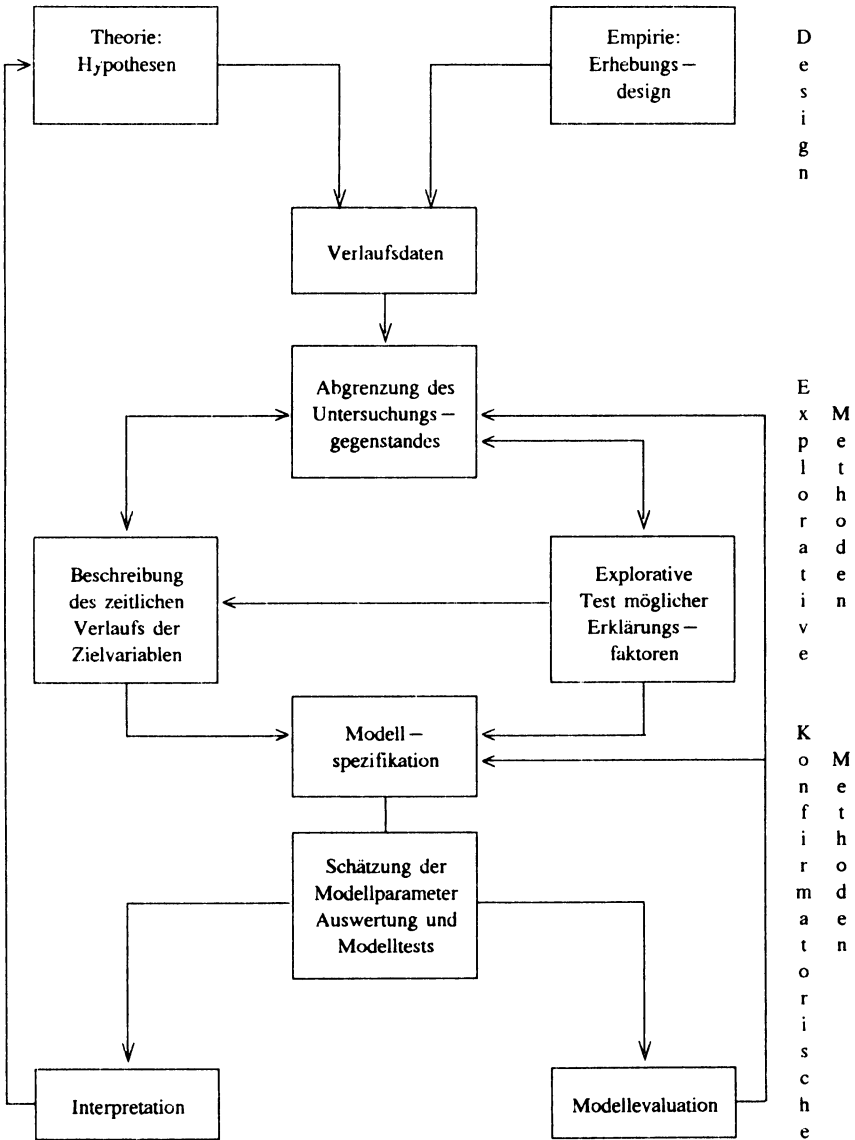 Theorie:
Hypothesen
Empirie:
Erhebungs –
design
Design
Verlaufsdaten
Abgrenzung des
Untersuchungs –
gegenstandes
Explorative
Methoden
Beschreibung
des zeitlichen
Verlaufs der
Zielvariablen
Explorative
Test möglicher
Erklärungs –
faktoren
Modell –
spezifikation
Konfirmatorische
Methoden
Schätzung der
Modellparameter
Auswertung und
Modelltests
Interpretation
Modellevaluation